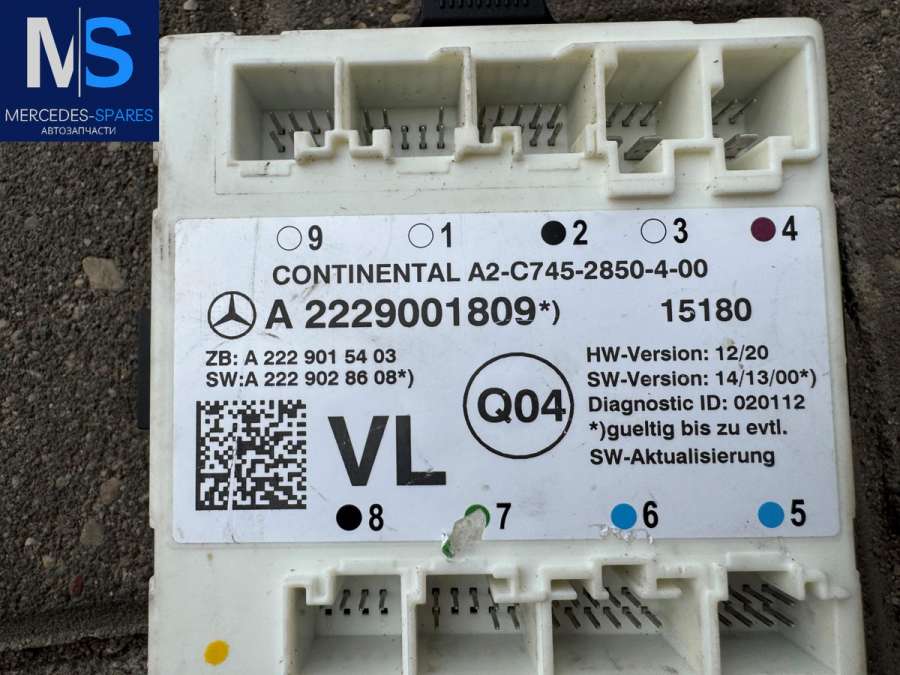 MS
MERCEDES-SPARES
АВТОЗАПЧАСТИ
9 1 2 3 4
CONTINENTAL A2-C745-2850-4-00
A 2229001809*) 15180
ZB: A 222 901 54 03
SW:A 222 902 86 08*)
VL
Q04
HW-Version: 12/20
SW-Version: 14/13/00*)
Diagnostic ID: 020112
*)gueltig bis zu evtl.
SW-Aktualisierung
8 7 6 5